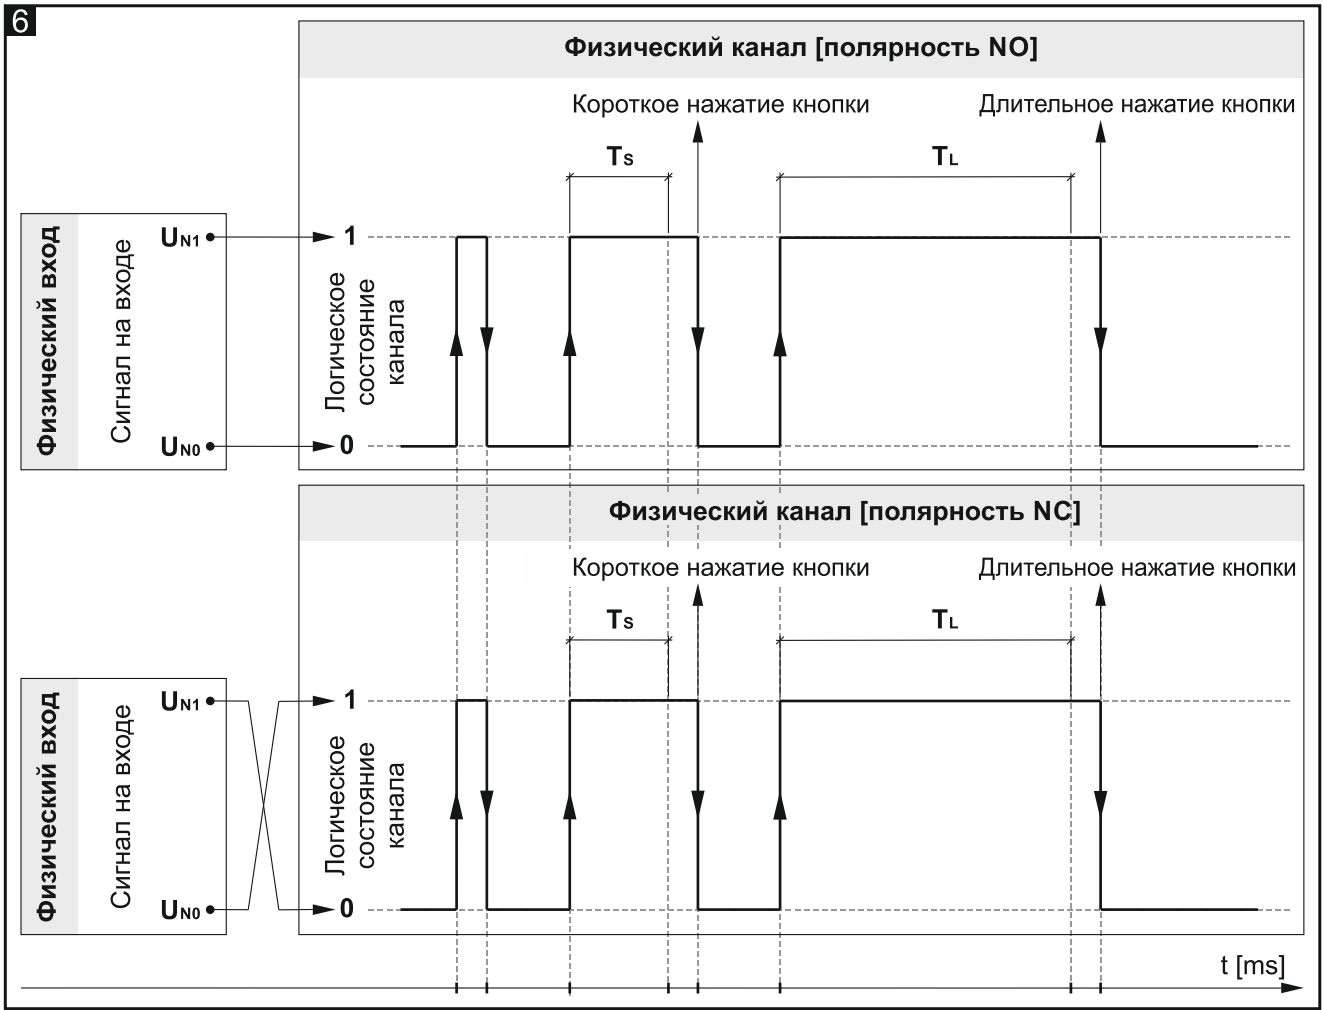 6
Физический канал [полярность NO]
Короткое нажатие кнопки
Длительное нажатие кнопки
TS
TL
Физический вход
Сигнал на входе
UN1
UN0
1
Логическое
состояние
канала
0
Физический канал [полярность NC]
Короткое нажатие кнопки
Длительное нажатие кнопки
TS
TL
Физический вход
Сигнал на входе
UN1
UN0
1
Логическое
состояние
канала
0
t [ms]